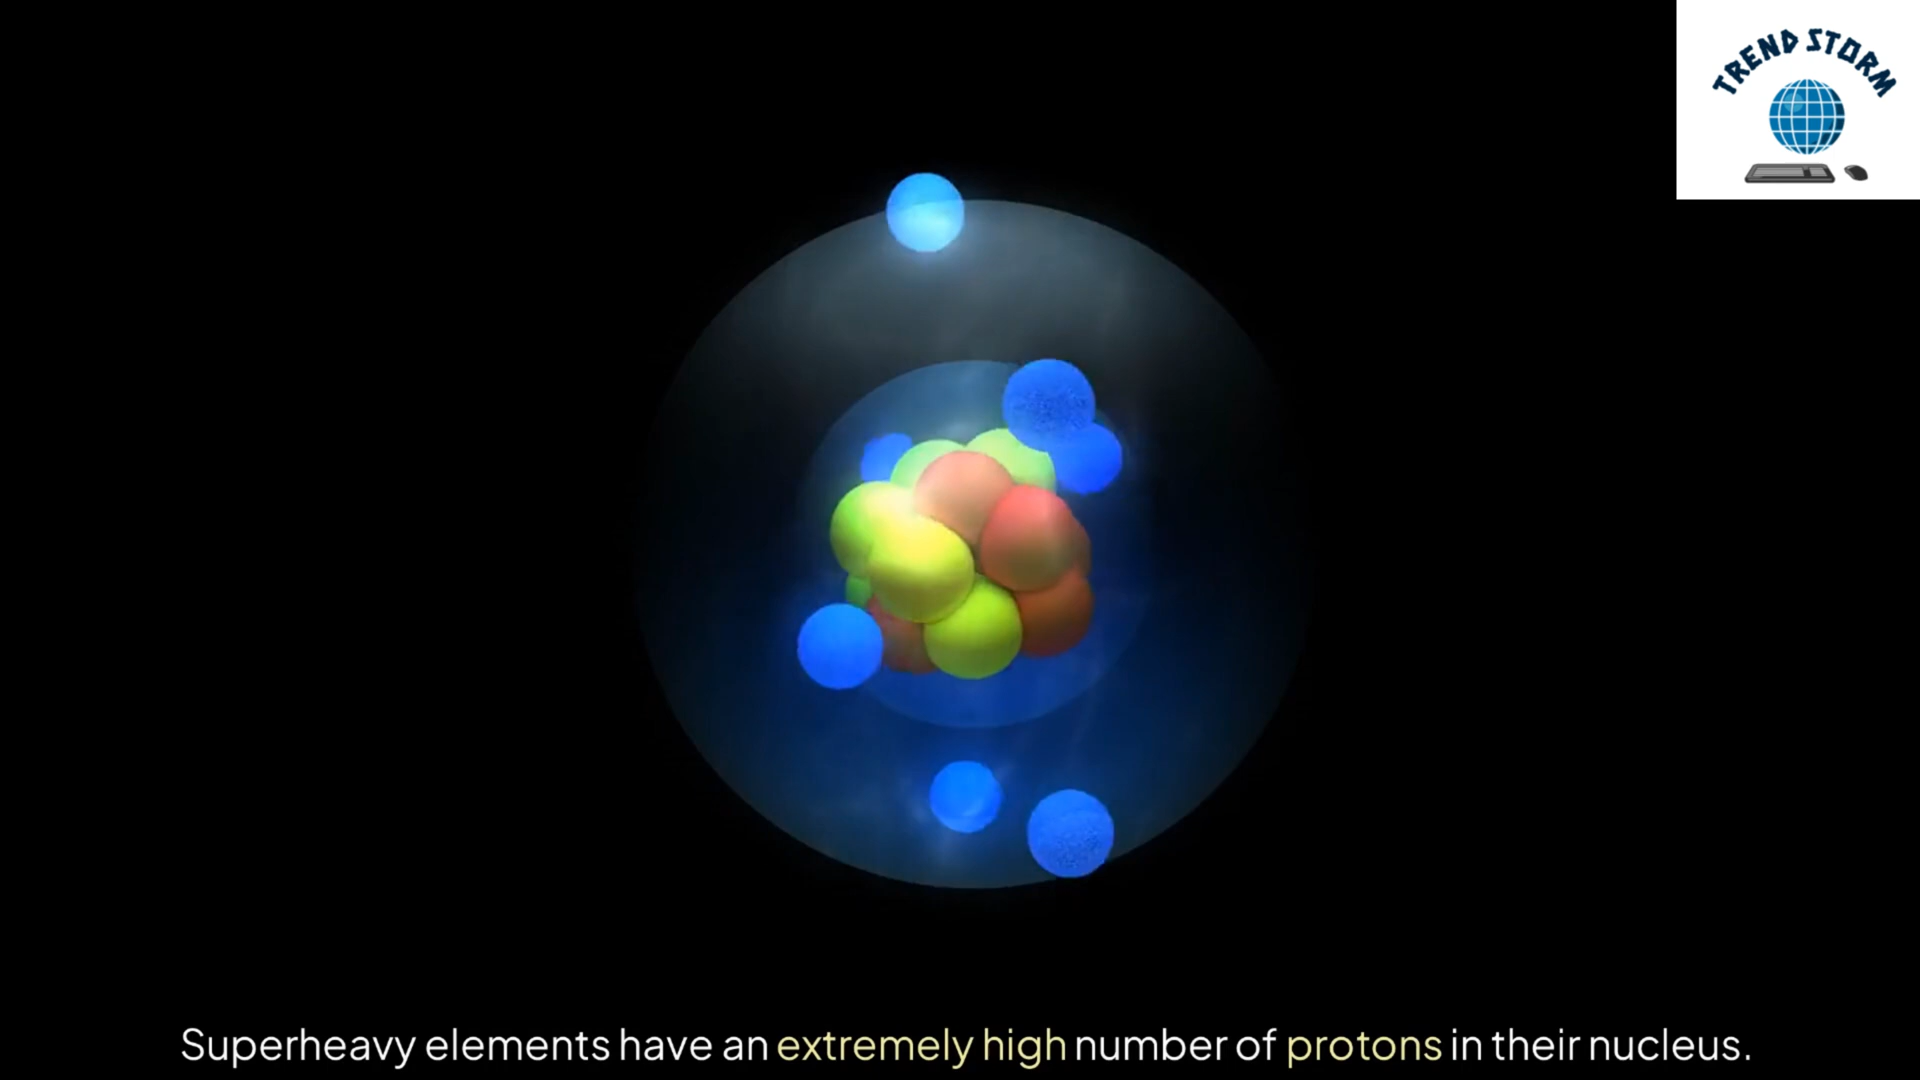 TREND STORM
Superheavy elements have an extremely high number of protons in their nucleus.